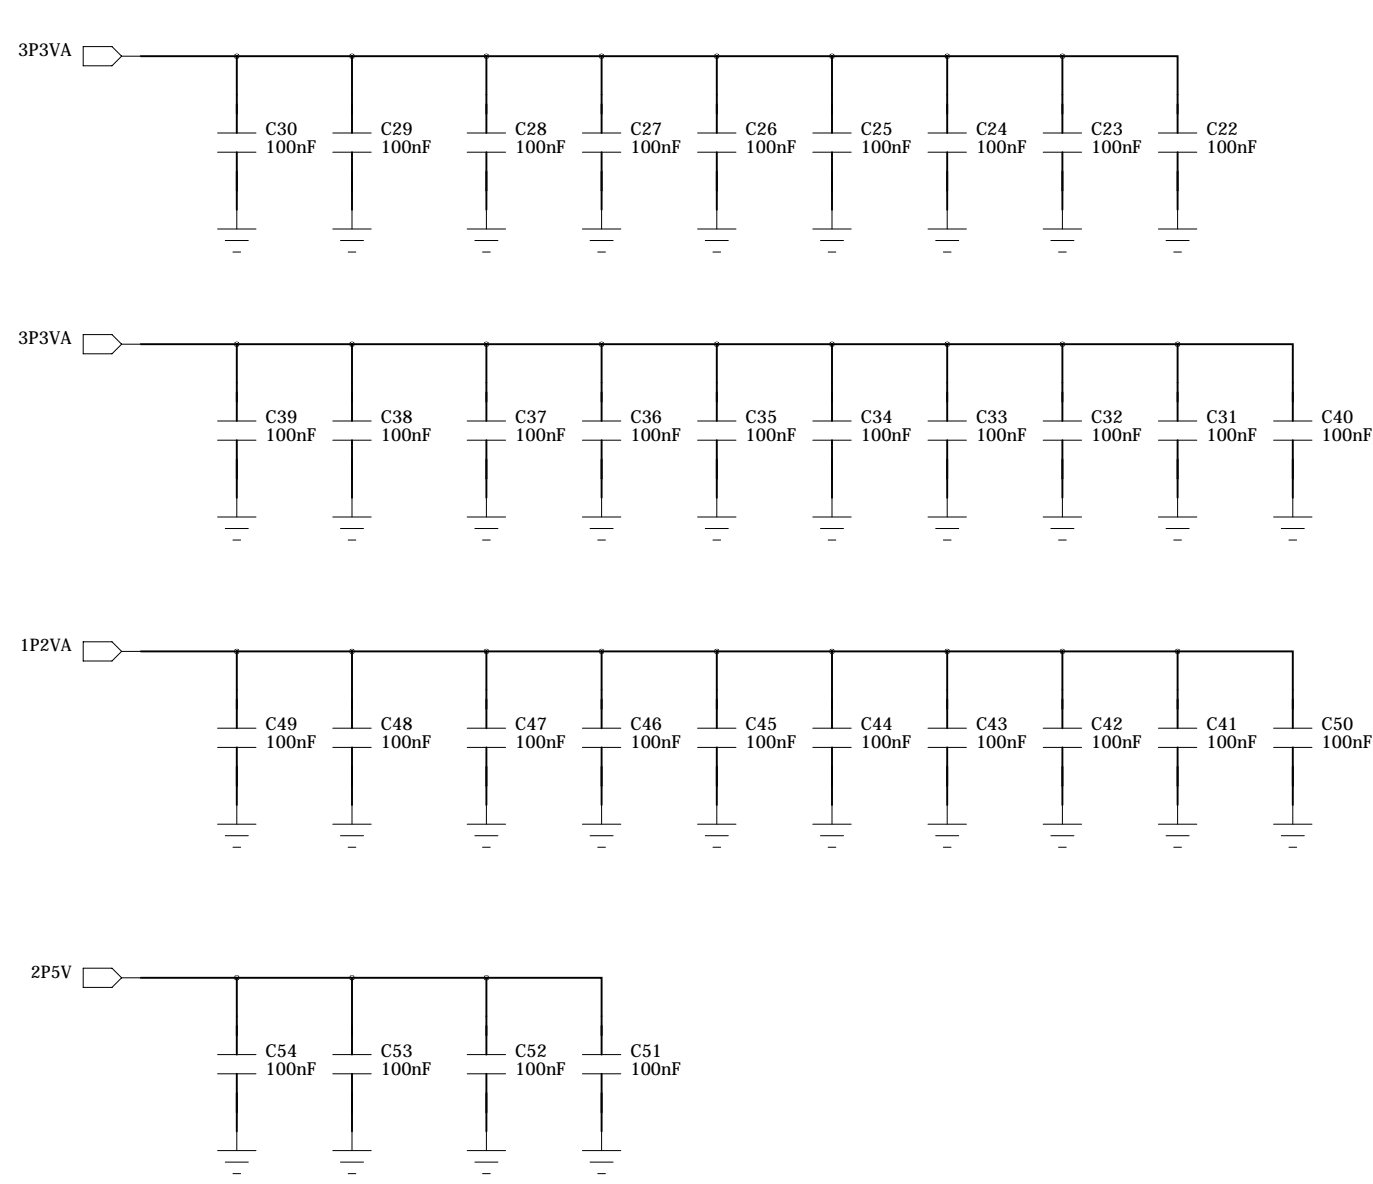 3P3VA
C30 C29 C28 C27 C26 C25 C24 C23 C22
100nF 100nF 100nF 100nF 100nF 100nF 100nF 100nF 100nF
3P3VA
C39 C38 C37 C36 C35 C34 C33 C32 C31 C40
100nF 100nF 100nF 100nF 100nF 100nF 100nF 100nF 100nF 100nF
1P2VA
C49 C48 C47 C46 C45 C44 C43 C42 C41 C50
100nF 100nF 100nF 100nF 100nF 100nF 100nF 100nF 100nF 100nF
2P5V
C54 C53 C52 C51
100nF 100nF 100nF 100nF